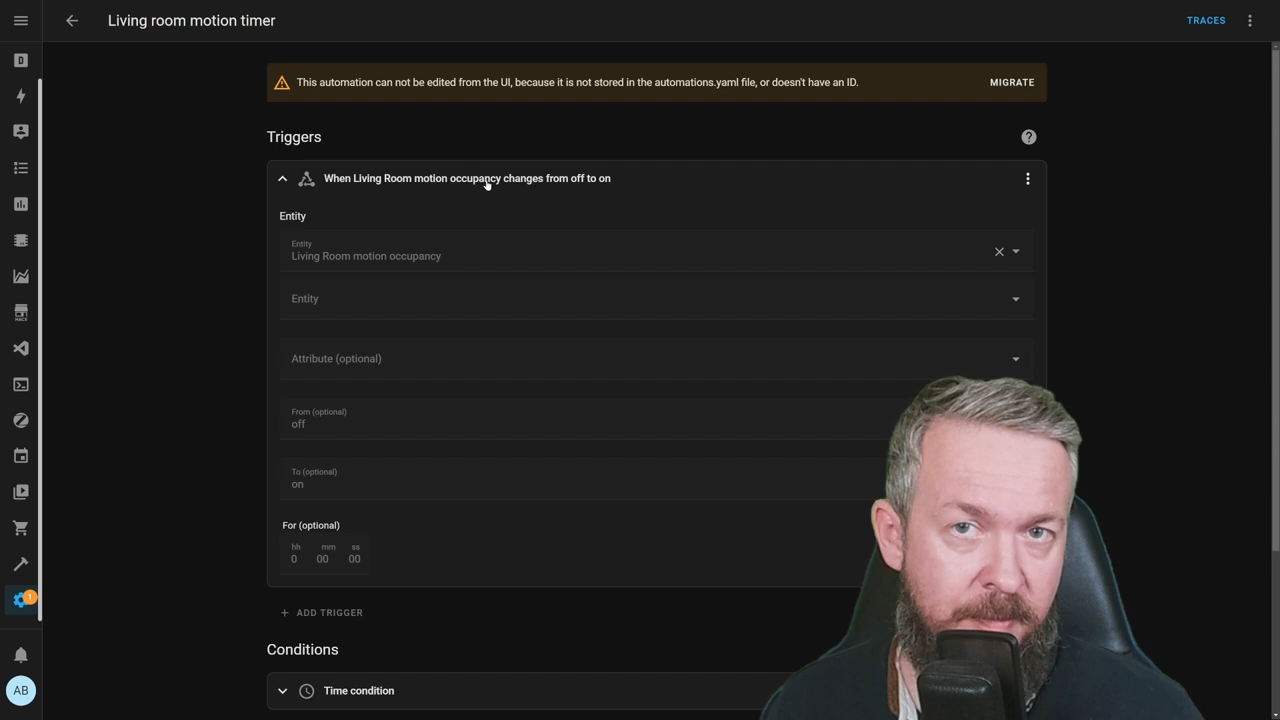 Living room motion timer
TRACES
D
This automation can not be edited from the UI, because it is not stored in the automations.yaml file, or doesn't have an ID.
MIGRATE
Triggers
When Living Room motion occupancy changes from off to on
Entity
Entity
Living Room motion occupancy
Entity
Attribute (optional)
From (optional)
off
To (optional)
on
For (optional)
hh mm ss
0 00 00
+ ADD TRIGGER
Conditions
Time condition
HACS
1
AB